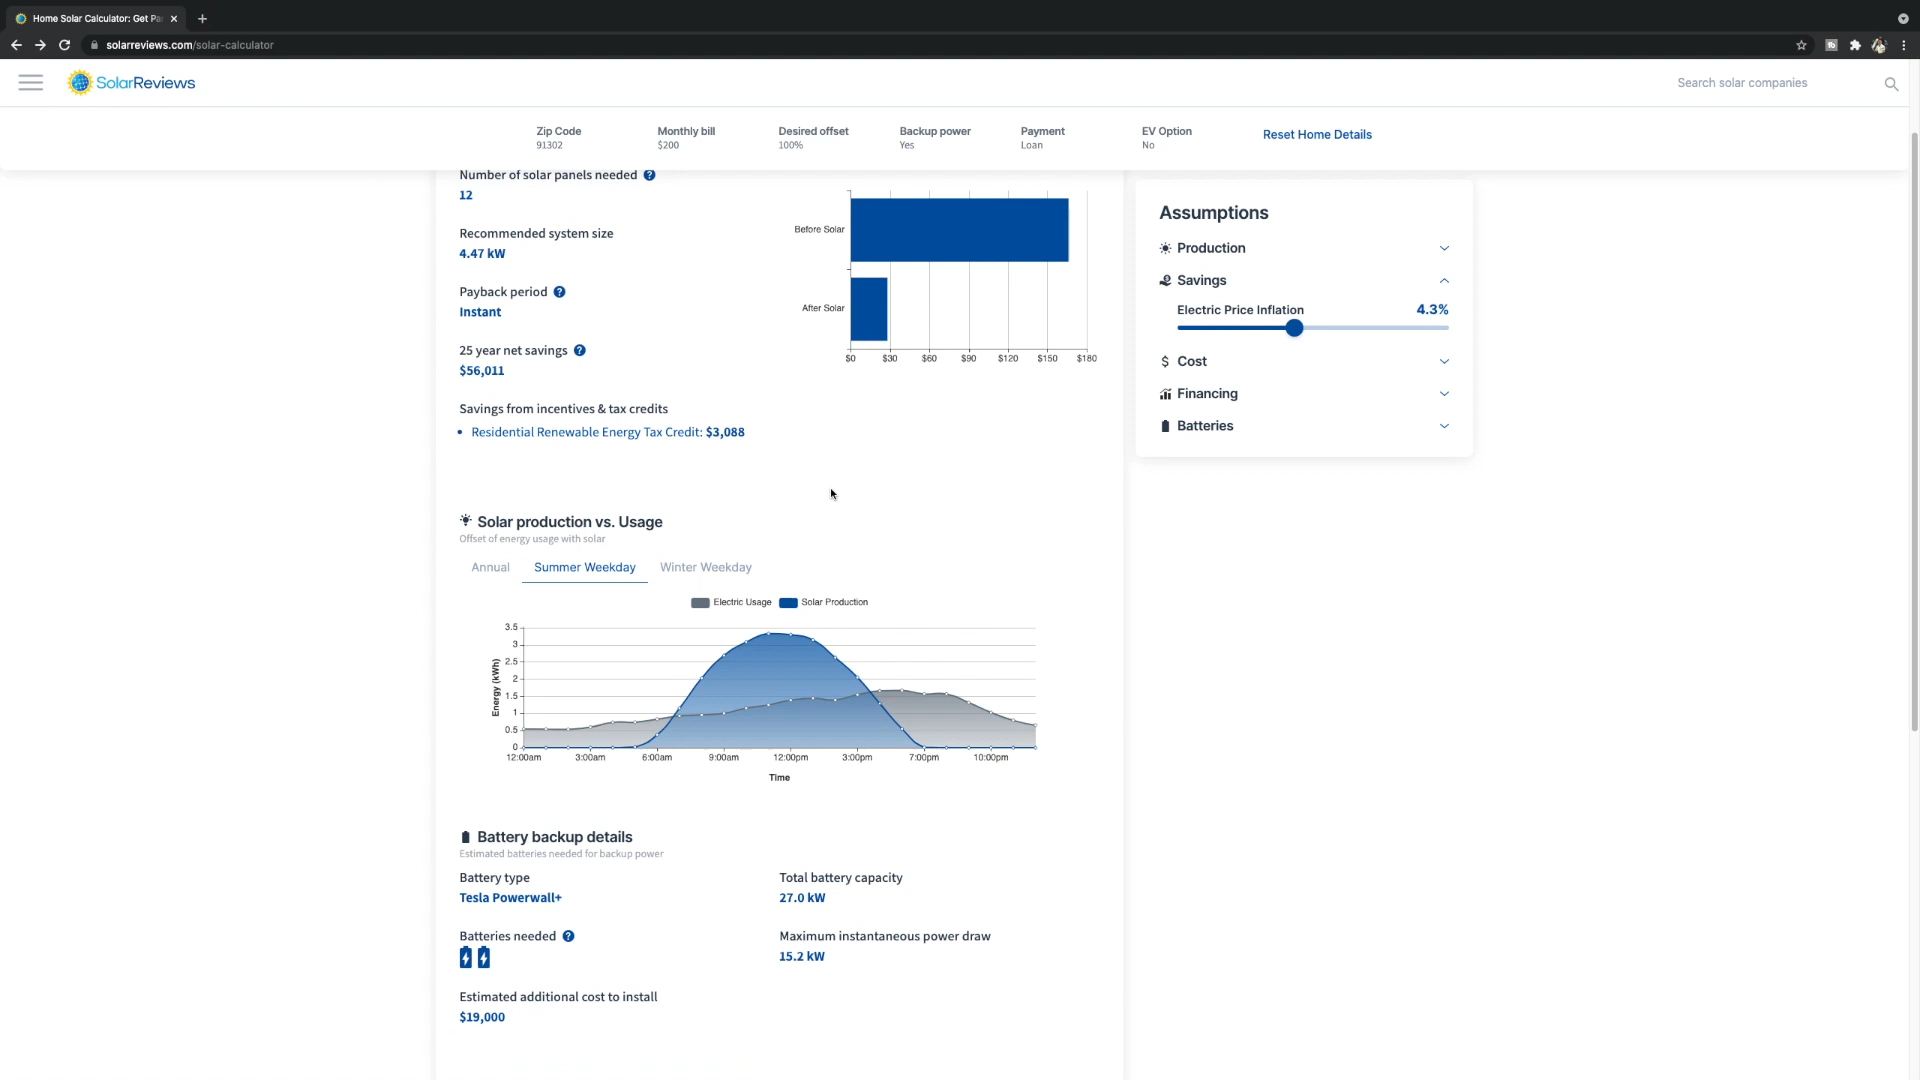 Home Solar Calculator: Get Pa
solarreviews.com/solar-calculator
SolarReviews
Search solar companies
Zip Code
91302
Monthly bill
$200
Desired offset
100%
Backup power
Yes
Payment
Loan
EV Option
No
Reset Home Details
Number of solar panels needed
12
Recommended system size
4.47 kW
Payback period
Instant
25 year net savings
$56,011
Savings from incentives & tax credits
Residential Renewable Energy Tax Credit: $3,088
Before Solar
After Solar
$0 $30 $60 $90 $120 $150 $180
Assumptions
Production
Savings
Electric Price Inflation 4.3%
Cost
Financing
Batteries
Solar production vs. Usage
Offset of energy usage with solar
Annual Summer Weekday Winter Weekday
Electric Usage Solar Production
Energy (kWh)
3.5
3
2.5
2
1.5
1
0.5
0
12:00am 3:00am 6:00am 9:00am 12:00pm 3:00pm 7:00pm 10:00pm
Time
Battery backup details
Estimated batteries needed for backup power
Battery type
Tesla Powerwall+
Total battery capacity
27.0 kW
Batteries needed
Maximum instantaneous power draw
15.2 kW
Estimated additional cost to install
$19,000